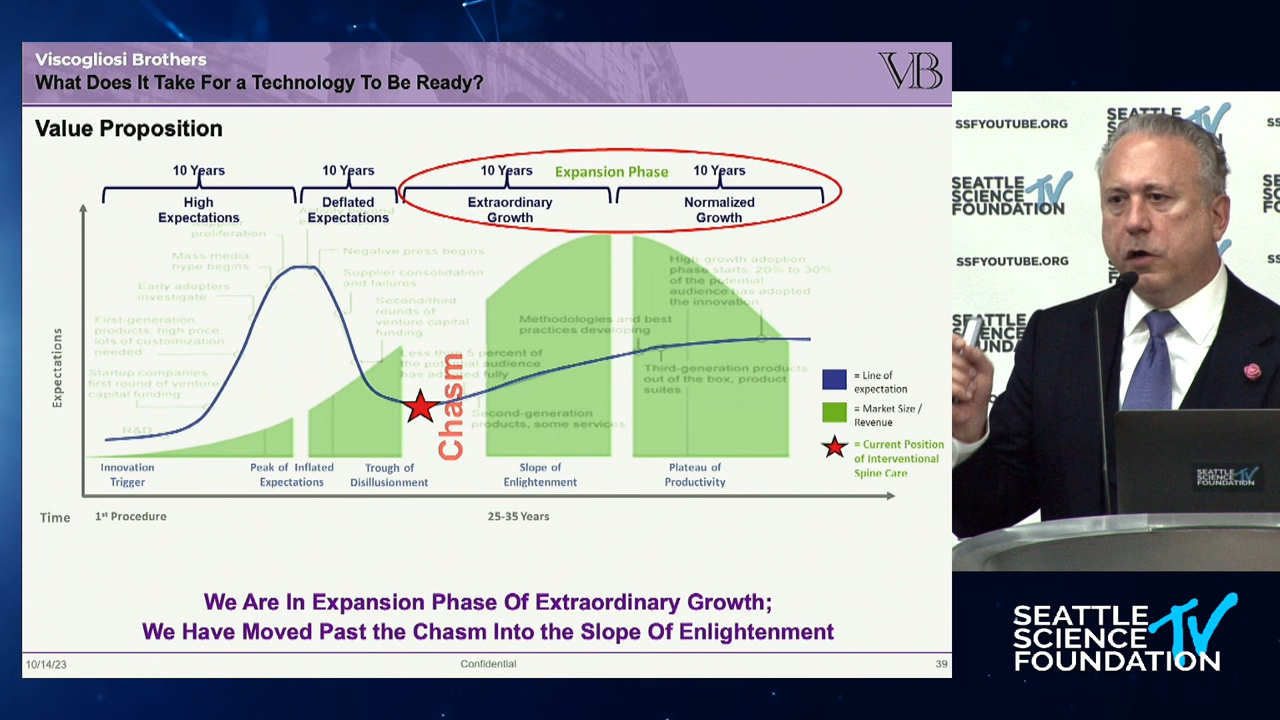 Viscogliosi Brothers
What Does It Take For a Technology To Be Ready?
VB
Value Proposition
10 Years
10 Years
10 Years
Expansion Phase
10 Years
High
Expectations
Deflated
Expectations
Extraordinary
Growth
Normalized
Growth
proliferation
Mass media
hype begins
Early adopters
investigate
First-generation
products, high price,
lots of customization
needed
Startup companies
first round of venture
capital funding
R&D
Negative press begins
Supplier consolidation
and failures
Second/third
rounds of
venture capital
funding
Less than 5 percent of
the potential audience
has adopted fully
Second-generation
products, some services
Methodologies and best
practices developing
High-growth adoption
phase starts: 20% to 30%
of the potential
audience has adopted
the innovation
Third-generation products
out of the box, product
suites
Chasm
Expectations
= Line of
expectation
= Market Size /
Revenue
= Current Position
of Interventional
Spine Care
Innovation
Trigger
Peak of Inflated
Expectations
Trough of
Disillusionment
Slope of
Enlightenment
Plateau of
Productivity
Time
1st Procedure
25-35 Years
We Are In Expansion Phase Of Extraordinary Growth;
We Have Moved Past the Chasm Into the Slope Of Enlightenment
10/14/23
Confidential
39
SSFYOUTUBE.ORG
SEATTLE
SCIENCE
FOUNDATION
TV
SSFYOUTUBE.ORG
SEATTLE
SCIENCE
FOUNDATION
TV
SEATTLE
SCIENCE
FOUNDATION
TV